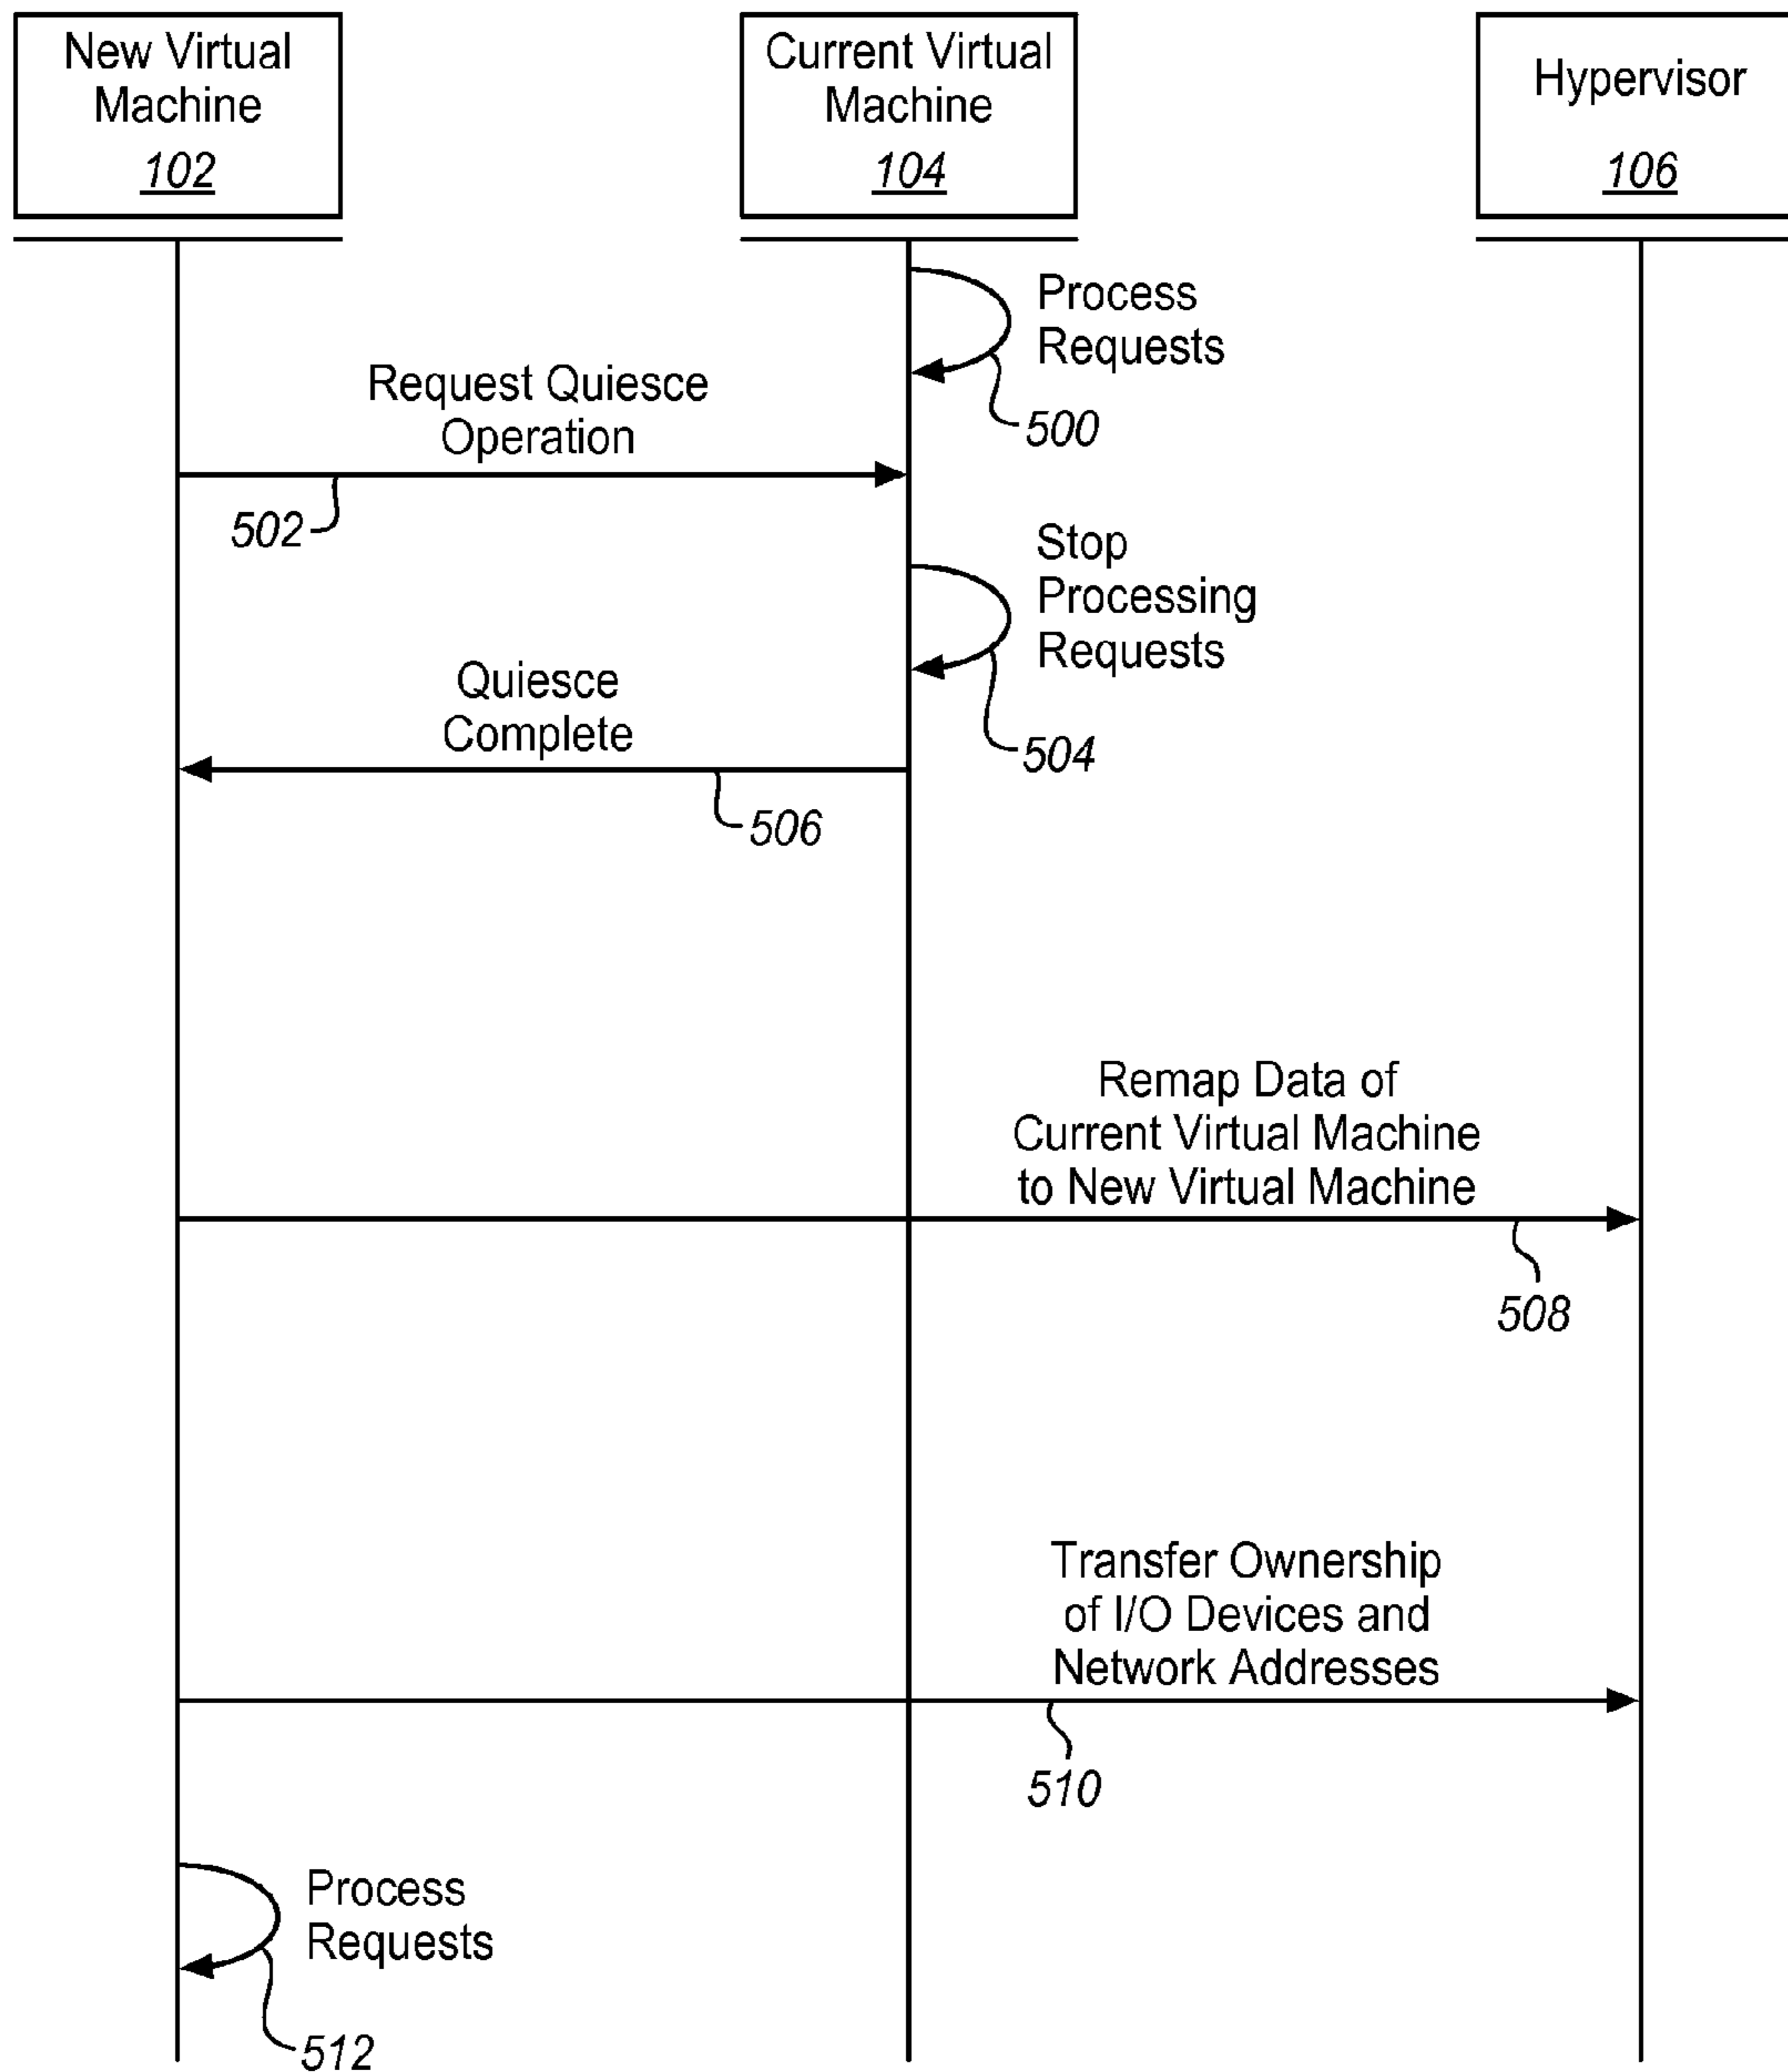 New Virtual
Machine
102
Current Virtual
Machine
104
Hypervisor
106
Process
Requests
500
Request Quiesce
Operation
502
Stop
Processing
Requests
504
Quiesce
Complete
506
Remap Data of
Current Virtual Machine
to New Virtual Machine
508
Transfer Ownership
of I/O Devices and
Network Addresses
510
Process
Requests
512